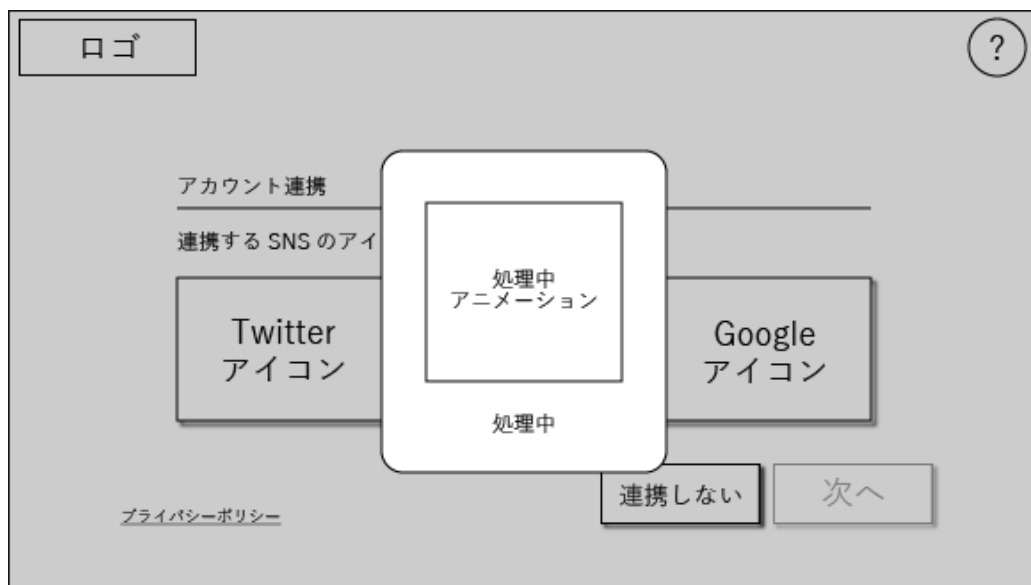 ロゴ
?
アカウント連携
連携する SNS のアイ
処理中
アニメーション
Twitter
アイコン
Google
アイコン
処理中
連携しない
次へ
プライバシーポリシー